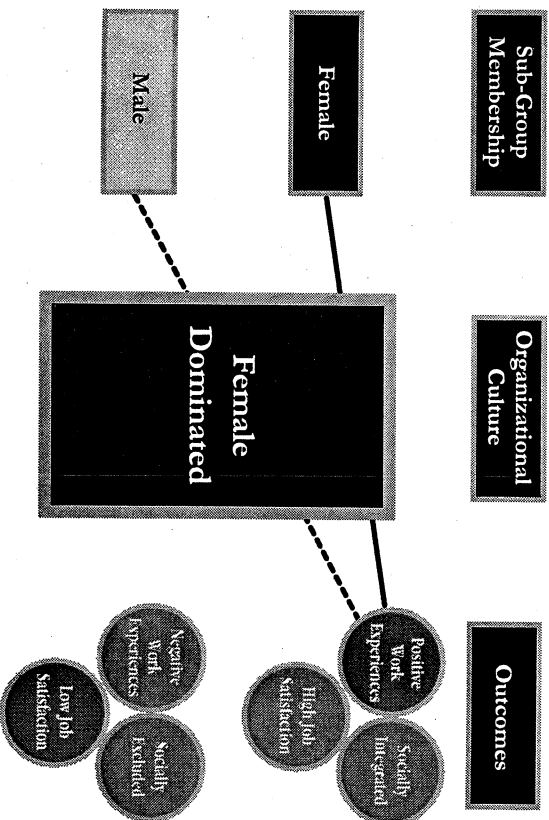 Sub-Group
Membership
Organizational
Culture
Outcomes
Female
Male
Female
Dominated
Positive
Work
Experiences
Socially
Integrated
High Job
Satisfaction
Negative
Work
Experiences
Socially
Excluded
Low Job
Satisfaction